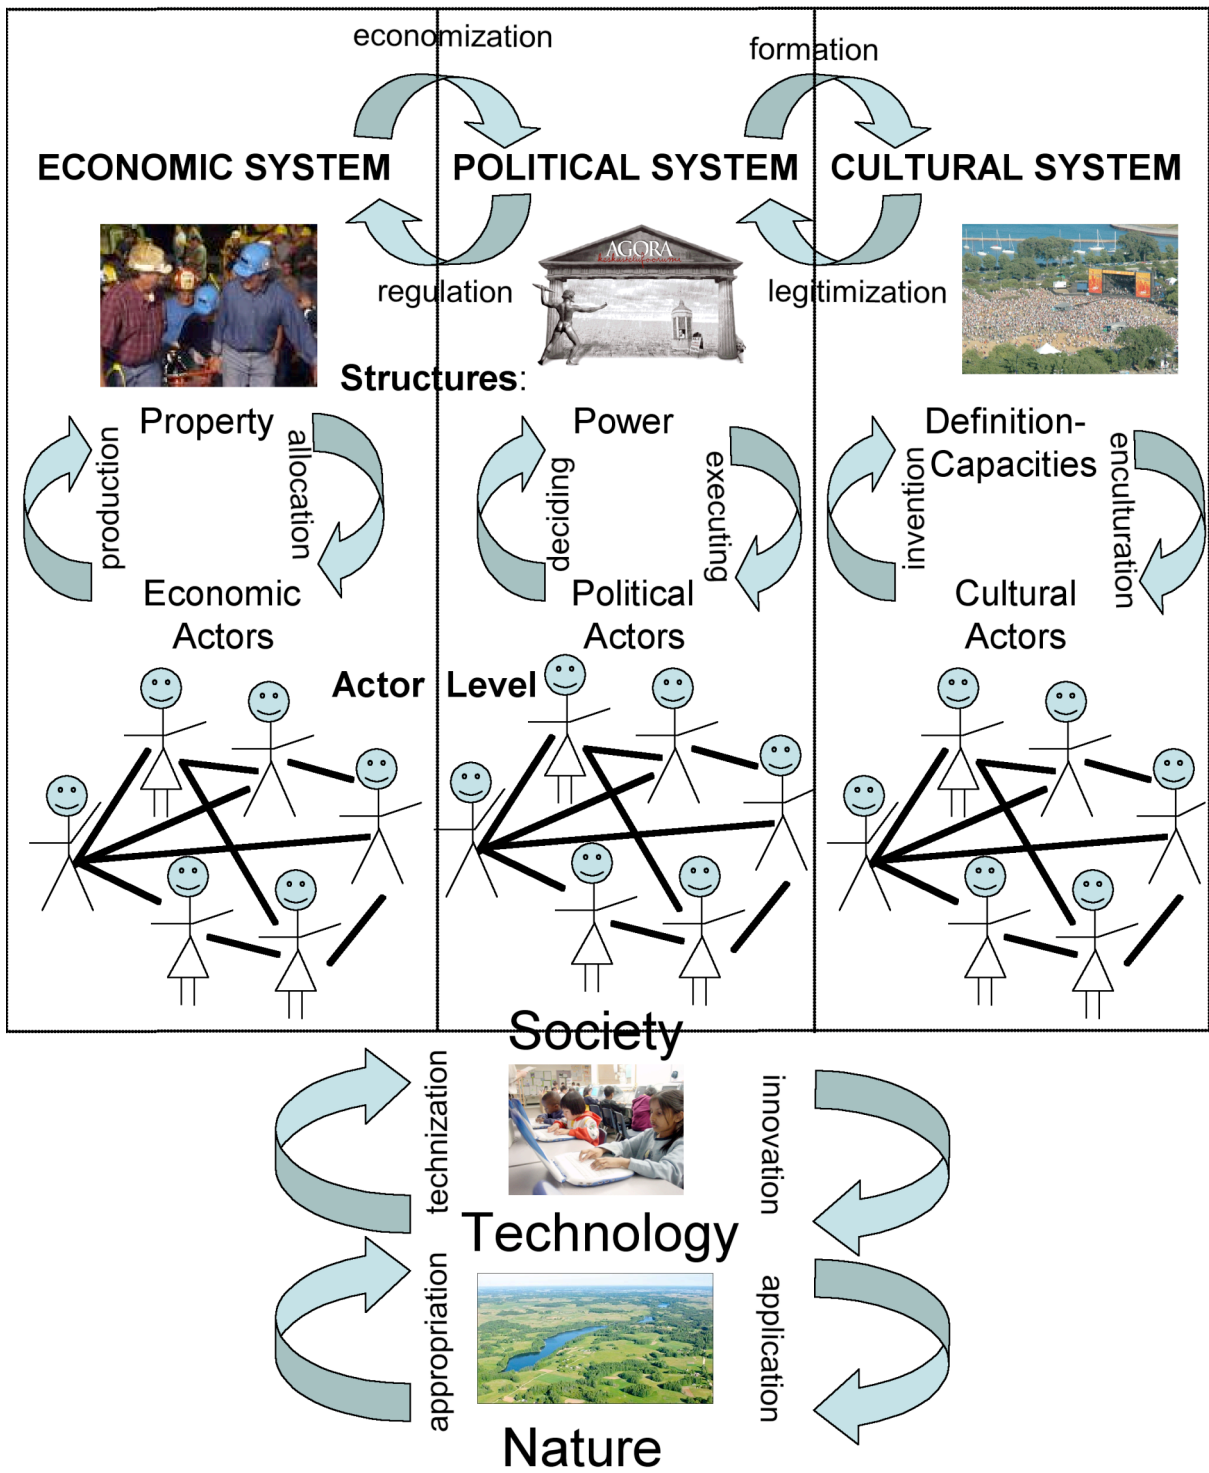 economization
formation
ECONOMIC SYSTEM
POLITICAL SYSTEM
CULTURAL SYSTEM
AGORA
regulation
legitimization
Structures:
Property
Power
Definition-
Capacities
production
allocation
deciding
executing
invention
enculturation
Economic
Actors
Political
Actors
Cultural
Actors
Actor Level
Society
technization
innovation
Technology
appropriation
application
Nature